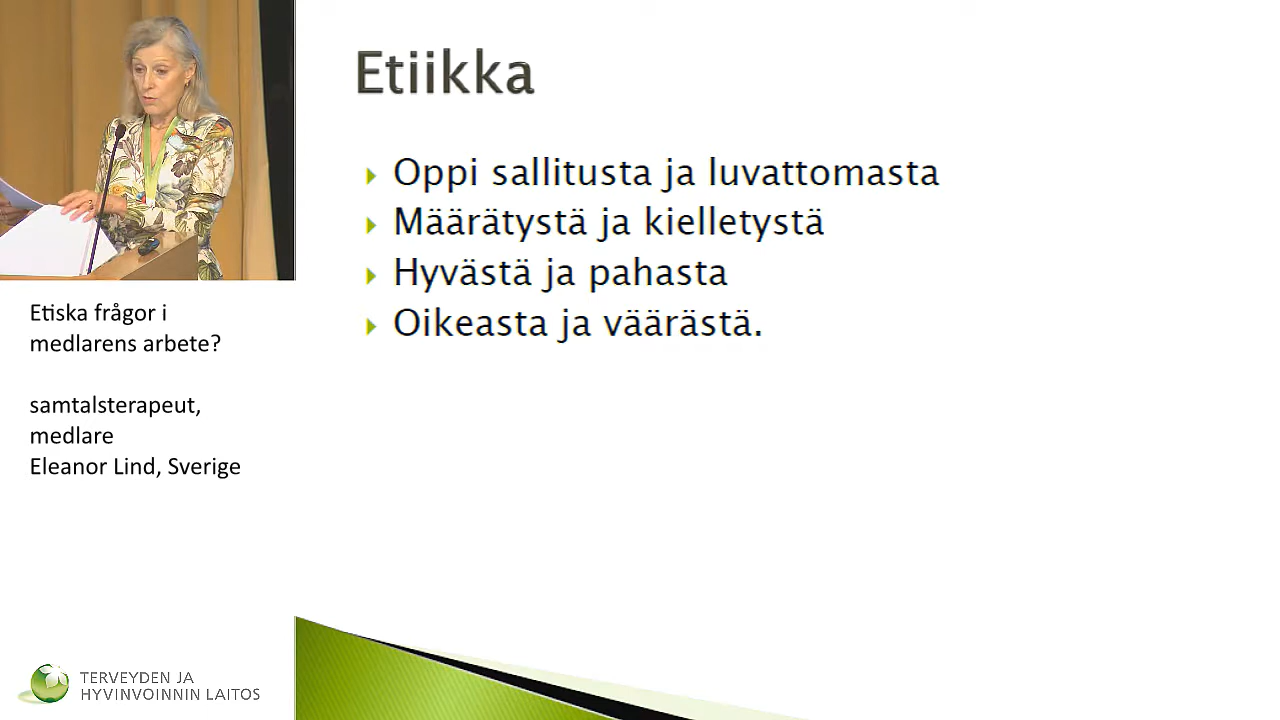 Etiikka
Oppi sallitusta ja luvattomasta
Määrätystä ja kielletystä
Hyvästä ja pahasta
Oikeasta ja väärästä.
Etiska frågor i
medlarens arbete?
samtalsterapeut,
medlare
Eleanor Lind, Sverige
TERVEYDEN JA
HYVINVOINNIN LAITOS